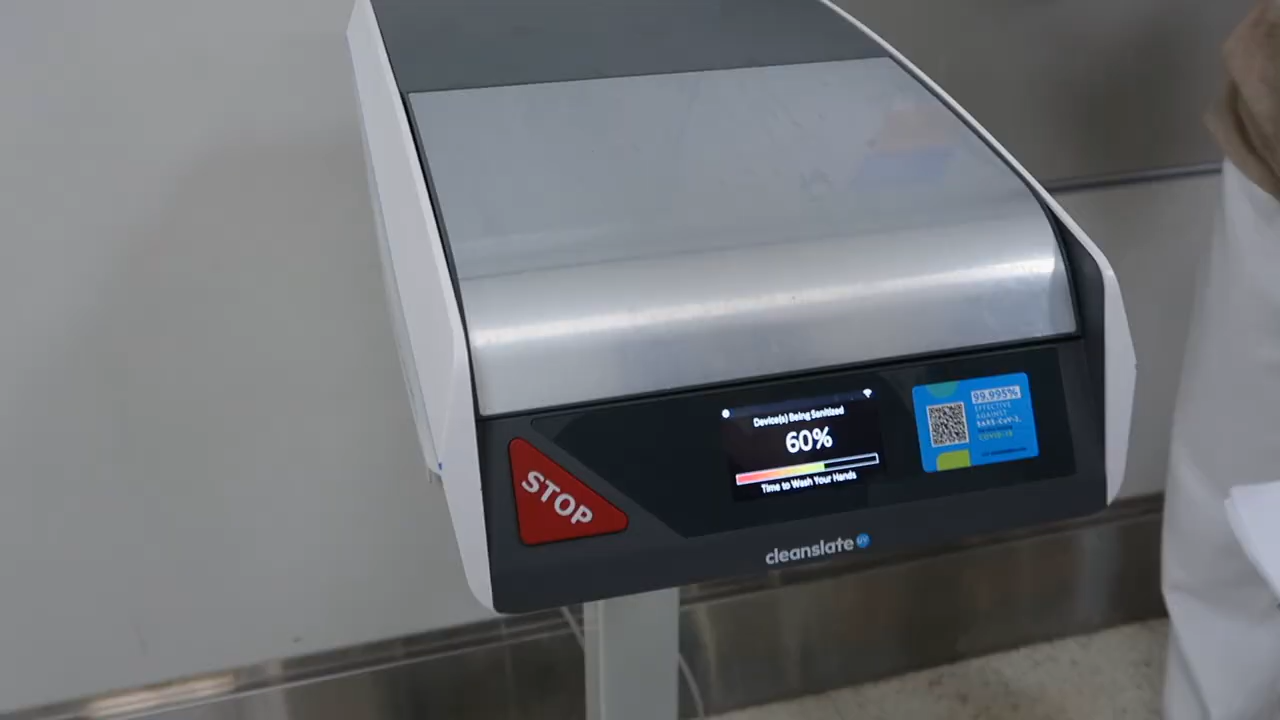 Device(s) Being Sanitized
60%
Time to Wash Your Hands
99.995%
EFFECTIVE
AGAINST
SARS-CoV-2,
COVID-19
STOP
cleanslate UV